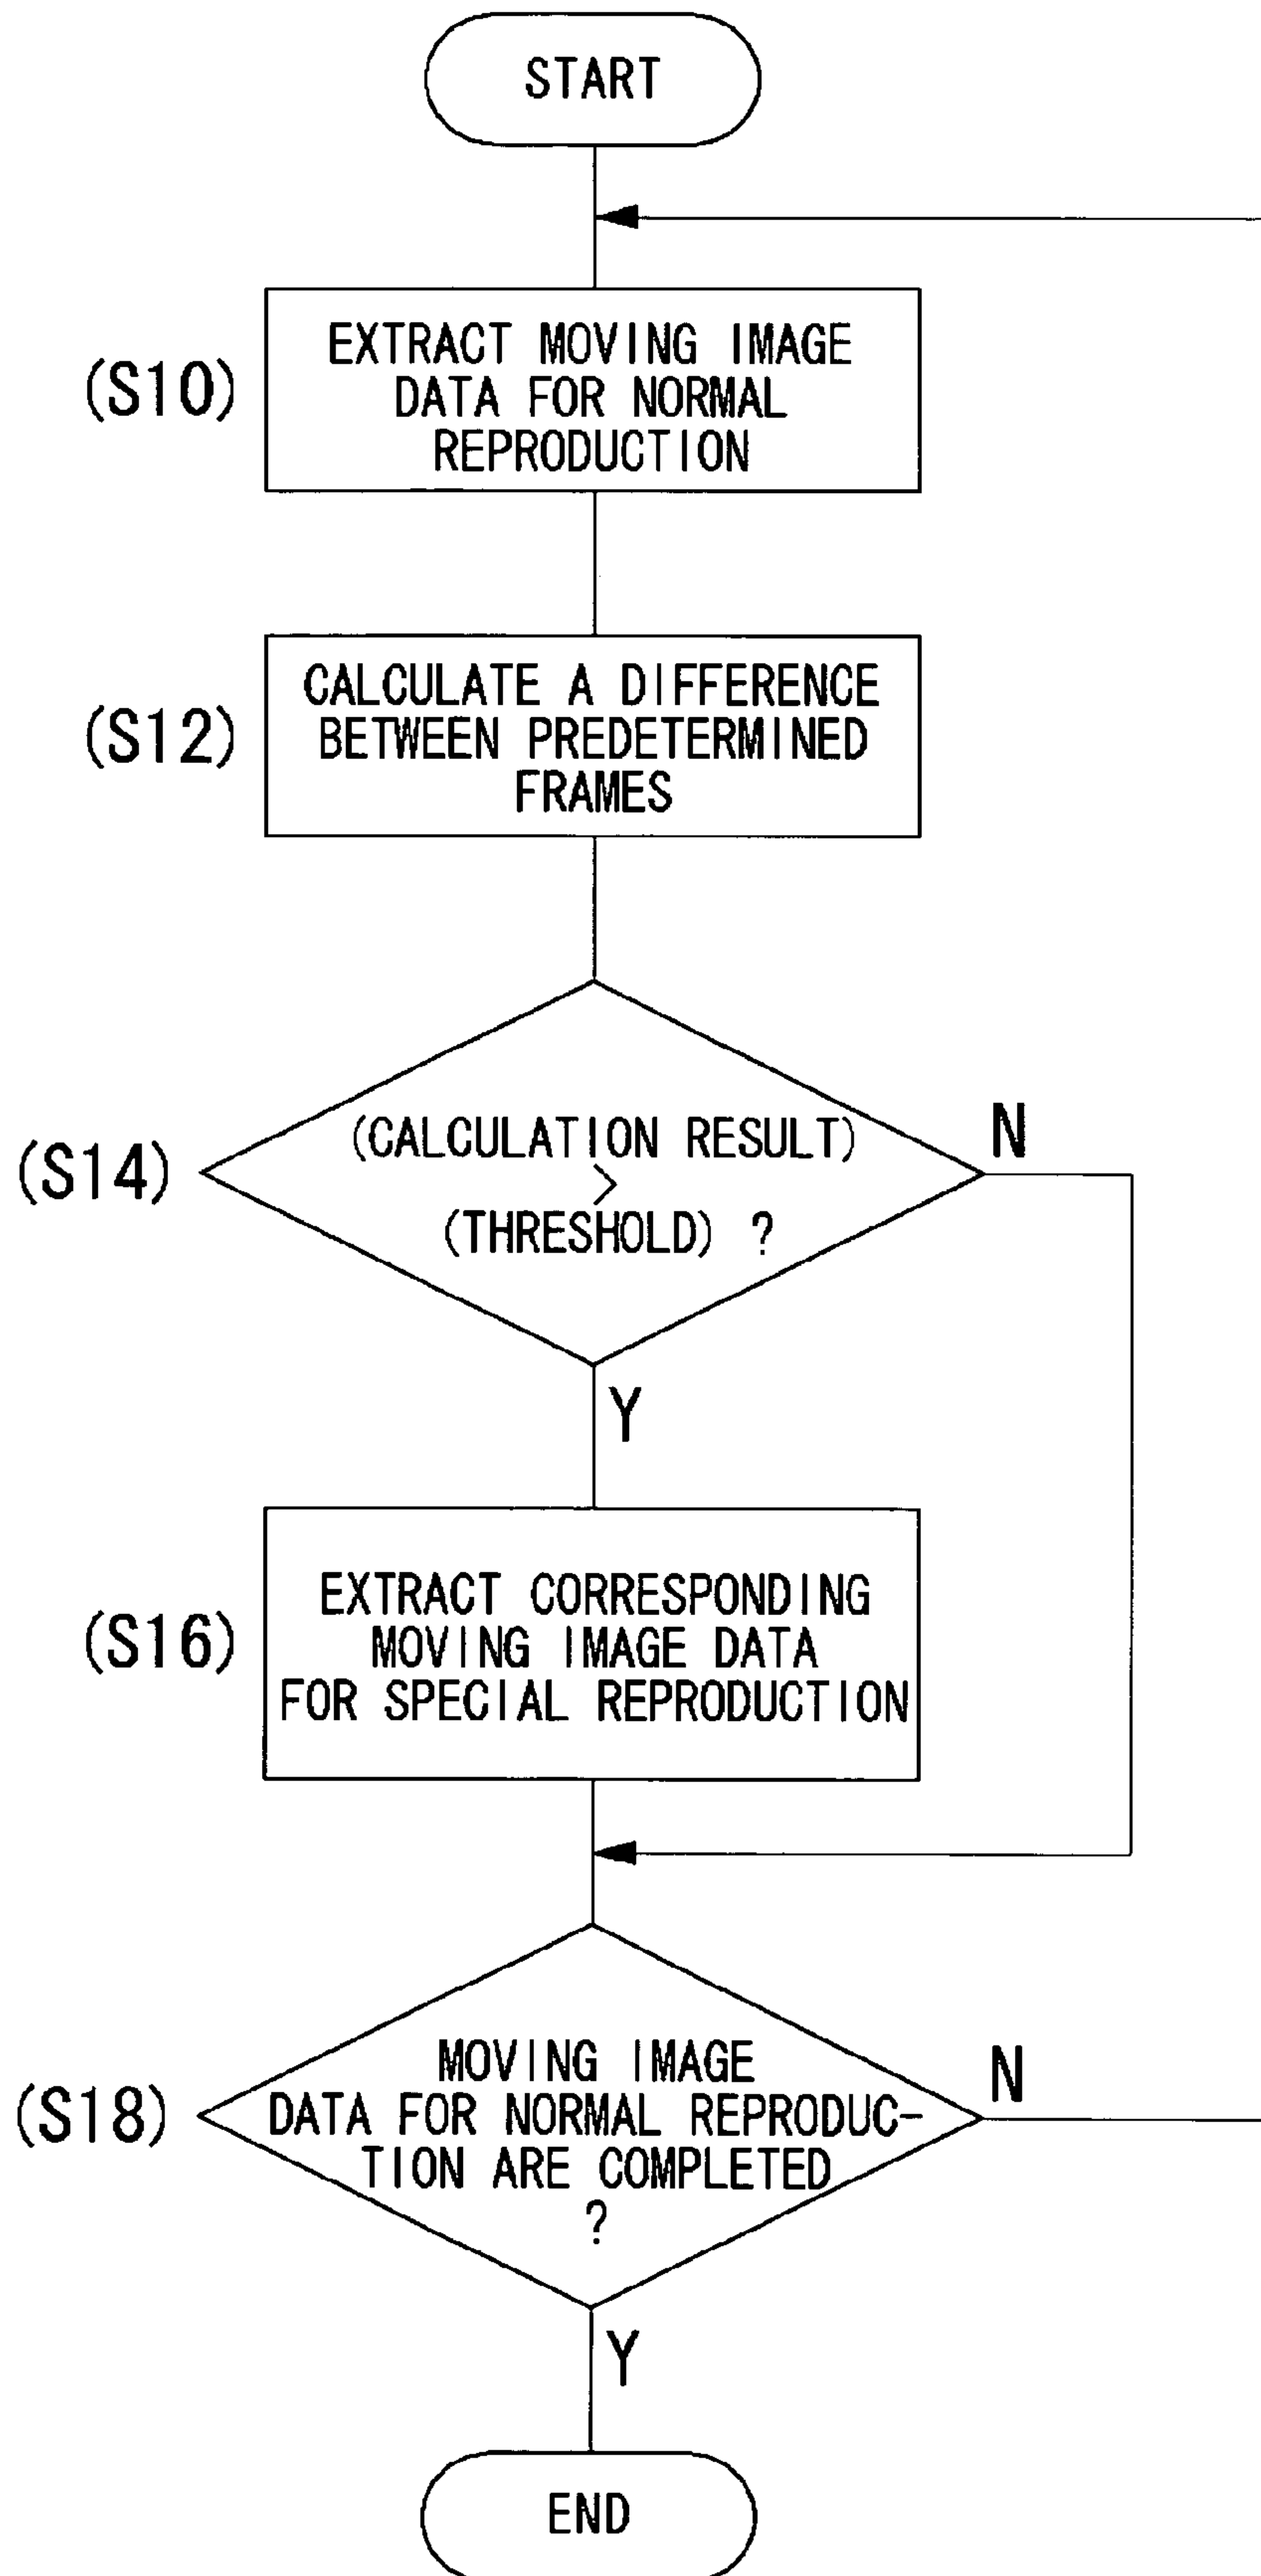 START
(S10)
EXTRACT MOVING IMAGE
DATA FOR NORMAL
REPRODUCTION
(S12)
CALCULATE A DIFFERENCE
BETWEEN PREDETERMINED
FRAMES
(S14)
(CALCULATION RESULT)
>
(THRESHOLD) ?
N
Y
(S16)
EXTRACT CORRESPONDING
MOVING IMAGE DATA
FOR SPECIAL REPRODUCTION
(S18)
MOVING IMAGE
DATA FOR NORMAL REPRODUC-
TION ARE COMPLETED
?
N
Y
END